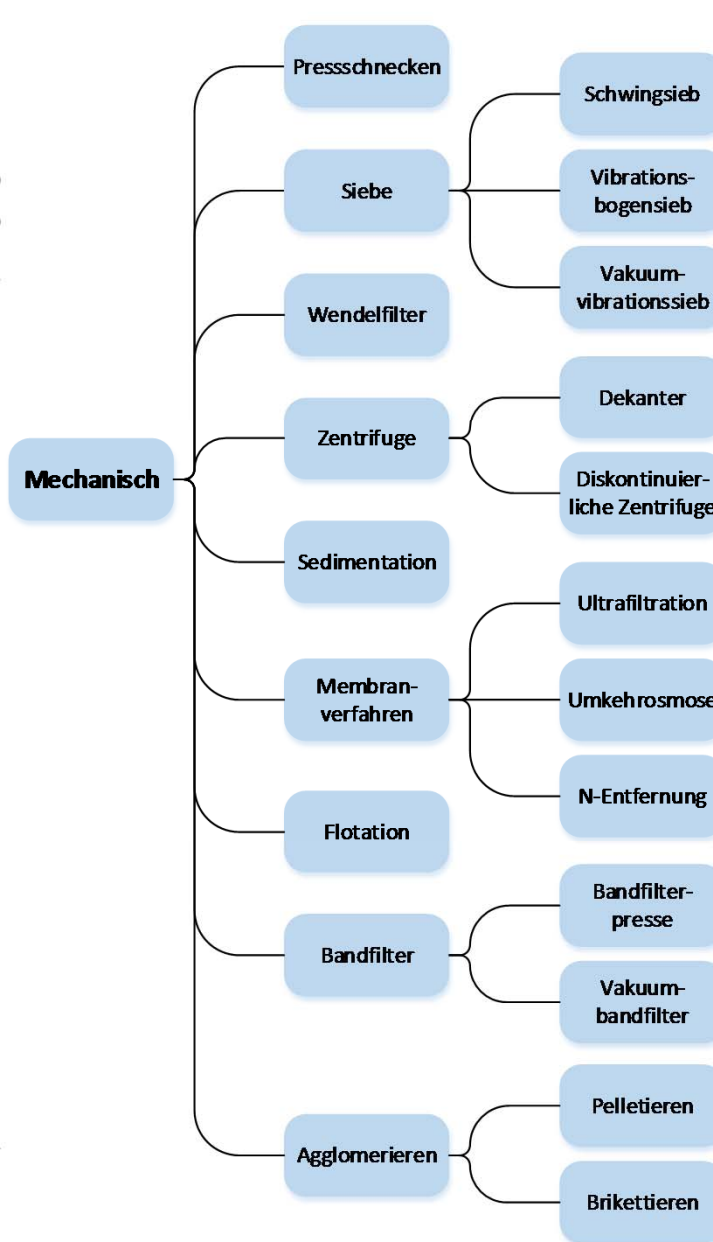 Mechanisch
Pressschnecken
Siebe
Schwingsieb
Vibrations-
bogensieb
Vakuum-
vibrationssieb
Wendelfilter
Zentrifuge
Dekanter
Diskontinuier-
liche Zentrifuge
Sedimentation
Membran-
verfahren
Ultrafiltration
Umkehrosmose
N-Entfernung
Flotation
Bandfilter
Bandfilter-
presse
Vakuum-
bandfilter
Agglomerieren
Pelletieren
Brikettieren